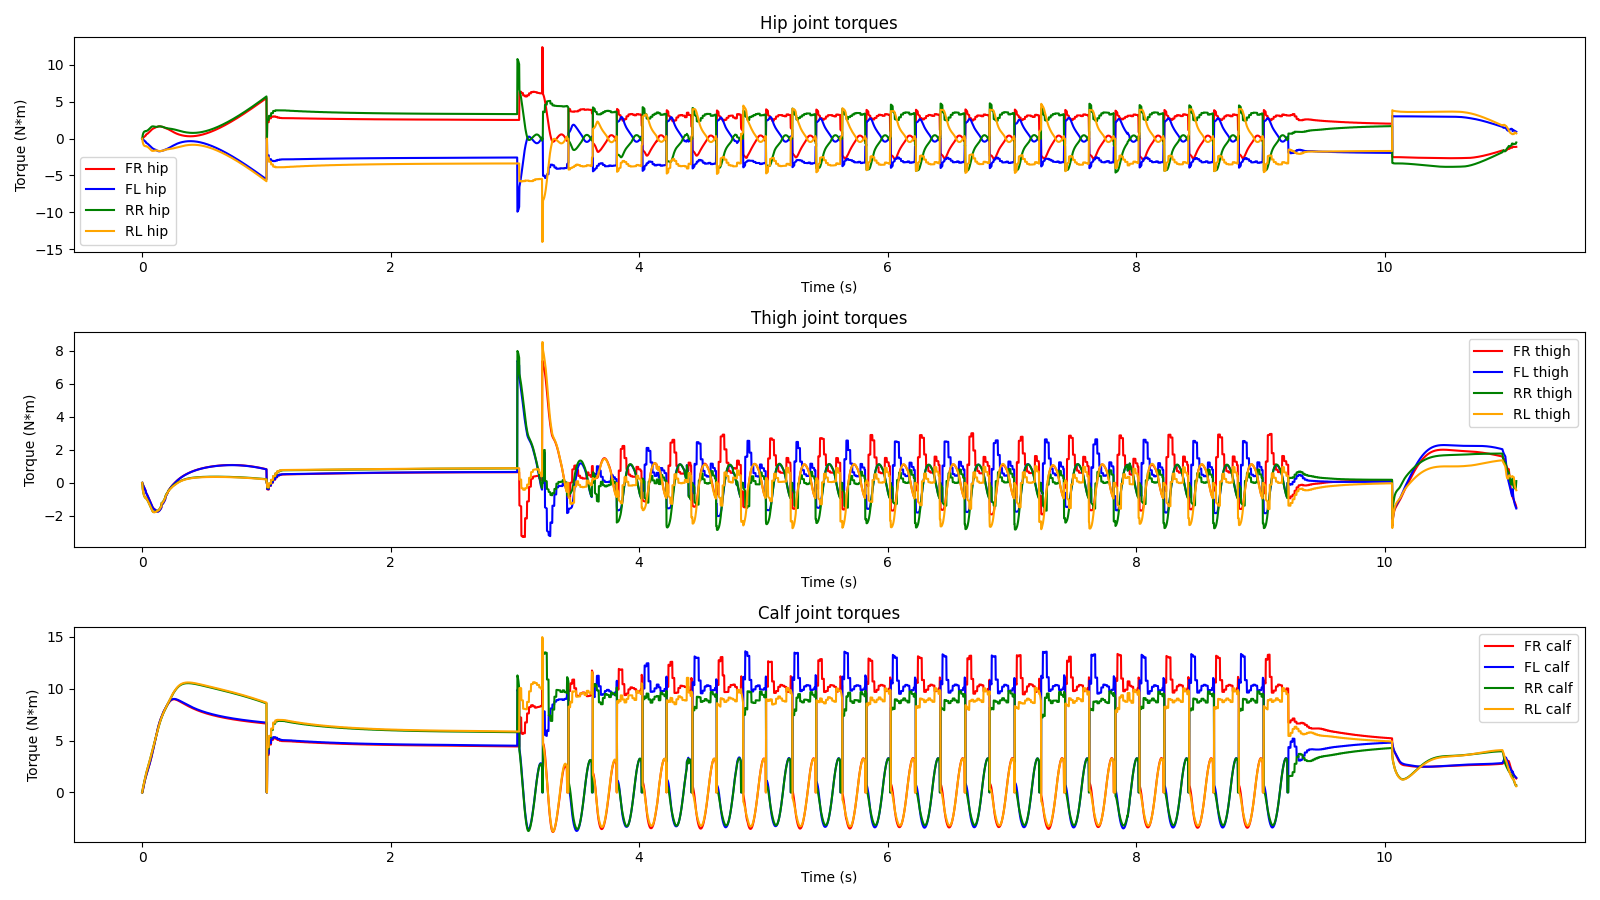 Hip joint torques
Torque (N*m)
10
5
0
−5
−10
−15
FR hip
FL hip
RR hip
RL hip
0 2 4 6 8 10
Time (s)
Thigh joint torques
Torque (N*m)
8
6
4
2
0
−2
FR thigh
FL thigh
RR thigh
RL thigh
0 2 4 6 8 10
Time (s)
Calf joint torques
Torque (N*m)
15
10
5
0
FR calf
FL calf
RR calf
RL calf
0 2 4 6 8 10
Time (s)